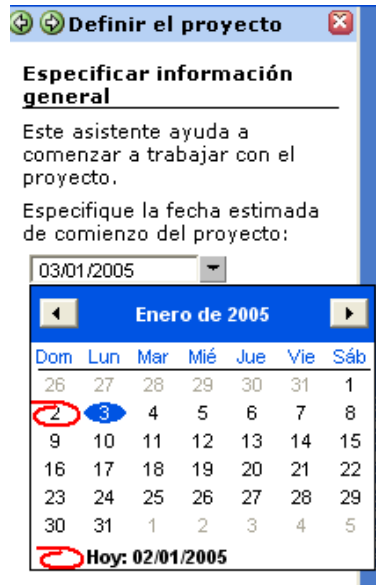 Definir el proyecto
Especificar información
general
Este asistente ayuda a
comenzar a trabajar con el
proyecto.
Especifique la fecha estimada
de comienzo del proyecto:
03/01/2005
Enero de 2005
Dom Lun Mar Mié Jue Vie Sáb
26 27 28 29 30 31 1
2 3 4 5 6 7 8
9 10 11 12 13 14 15
16 17 18 19 20 21 22
23 24 25 26 27 28 29
30 31 1 2 3 4 5
Hoy: 02/01/2005